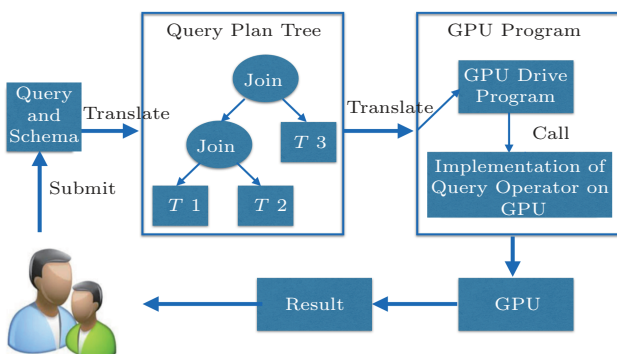 Query Plan Tree
GPU Program
Query
and
Schema
Translate
Join
Join
T 1
T 2
T 3
Translate
GPU Drive
Program
Call
Implementation of
Query Operator on
GPU
Submit
Result
GPU